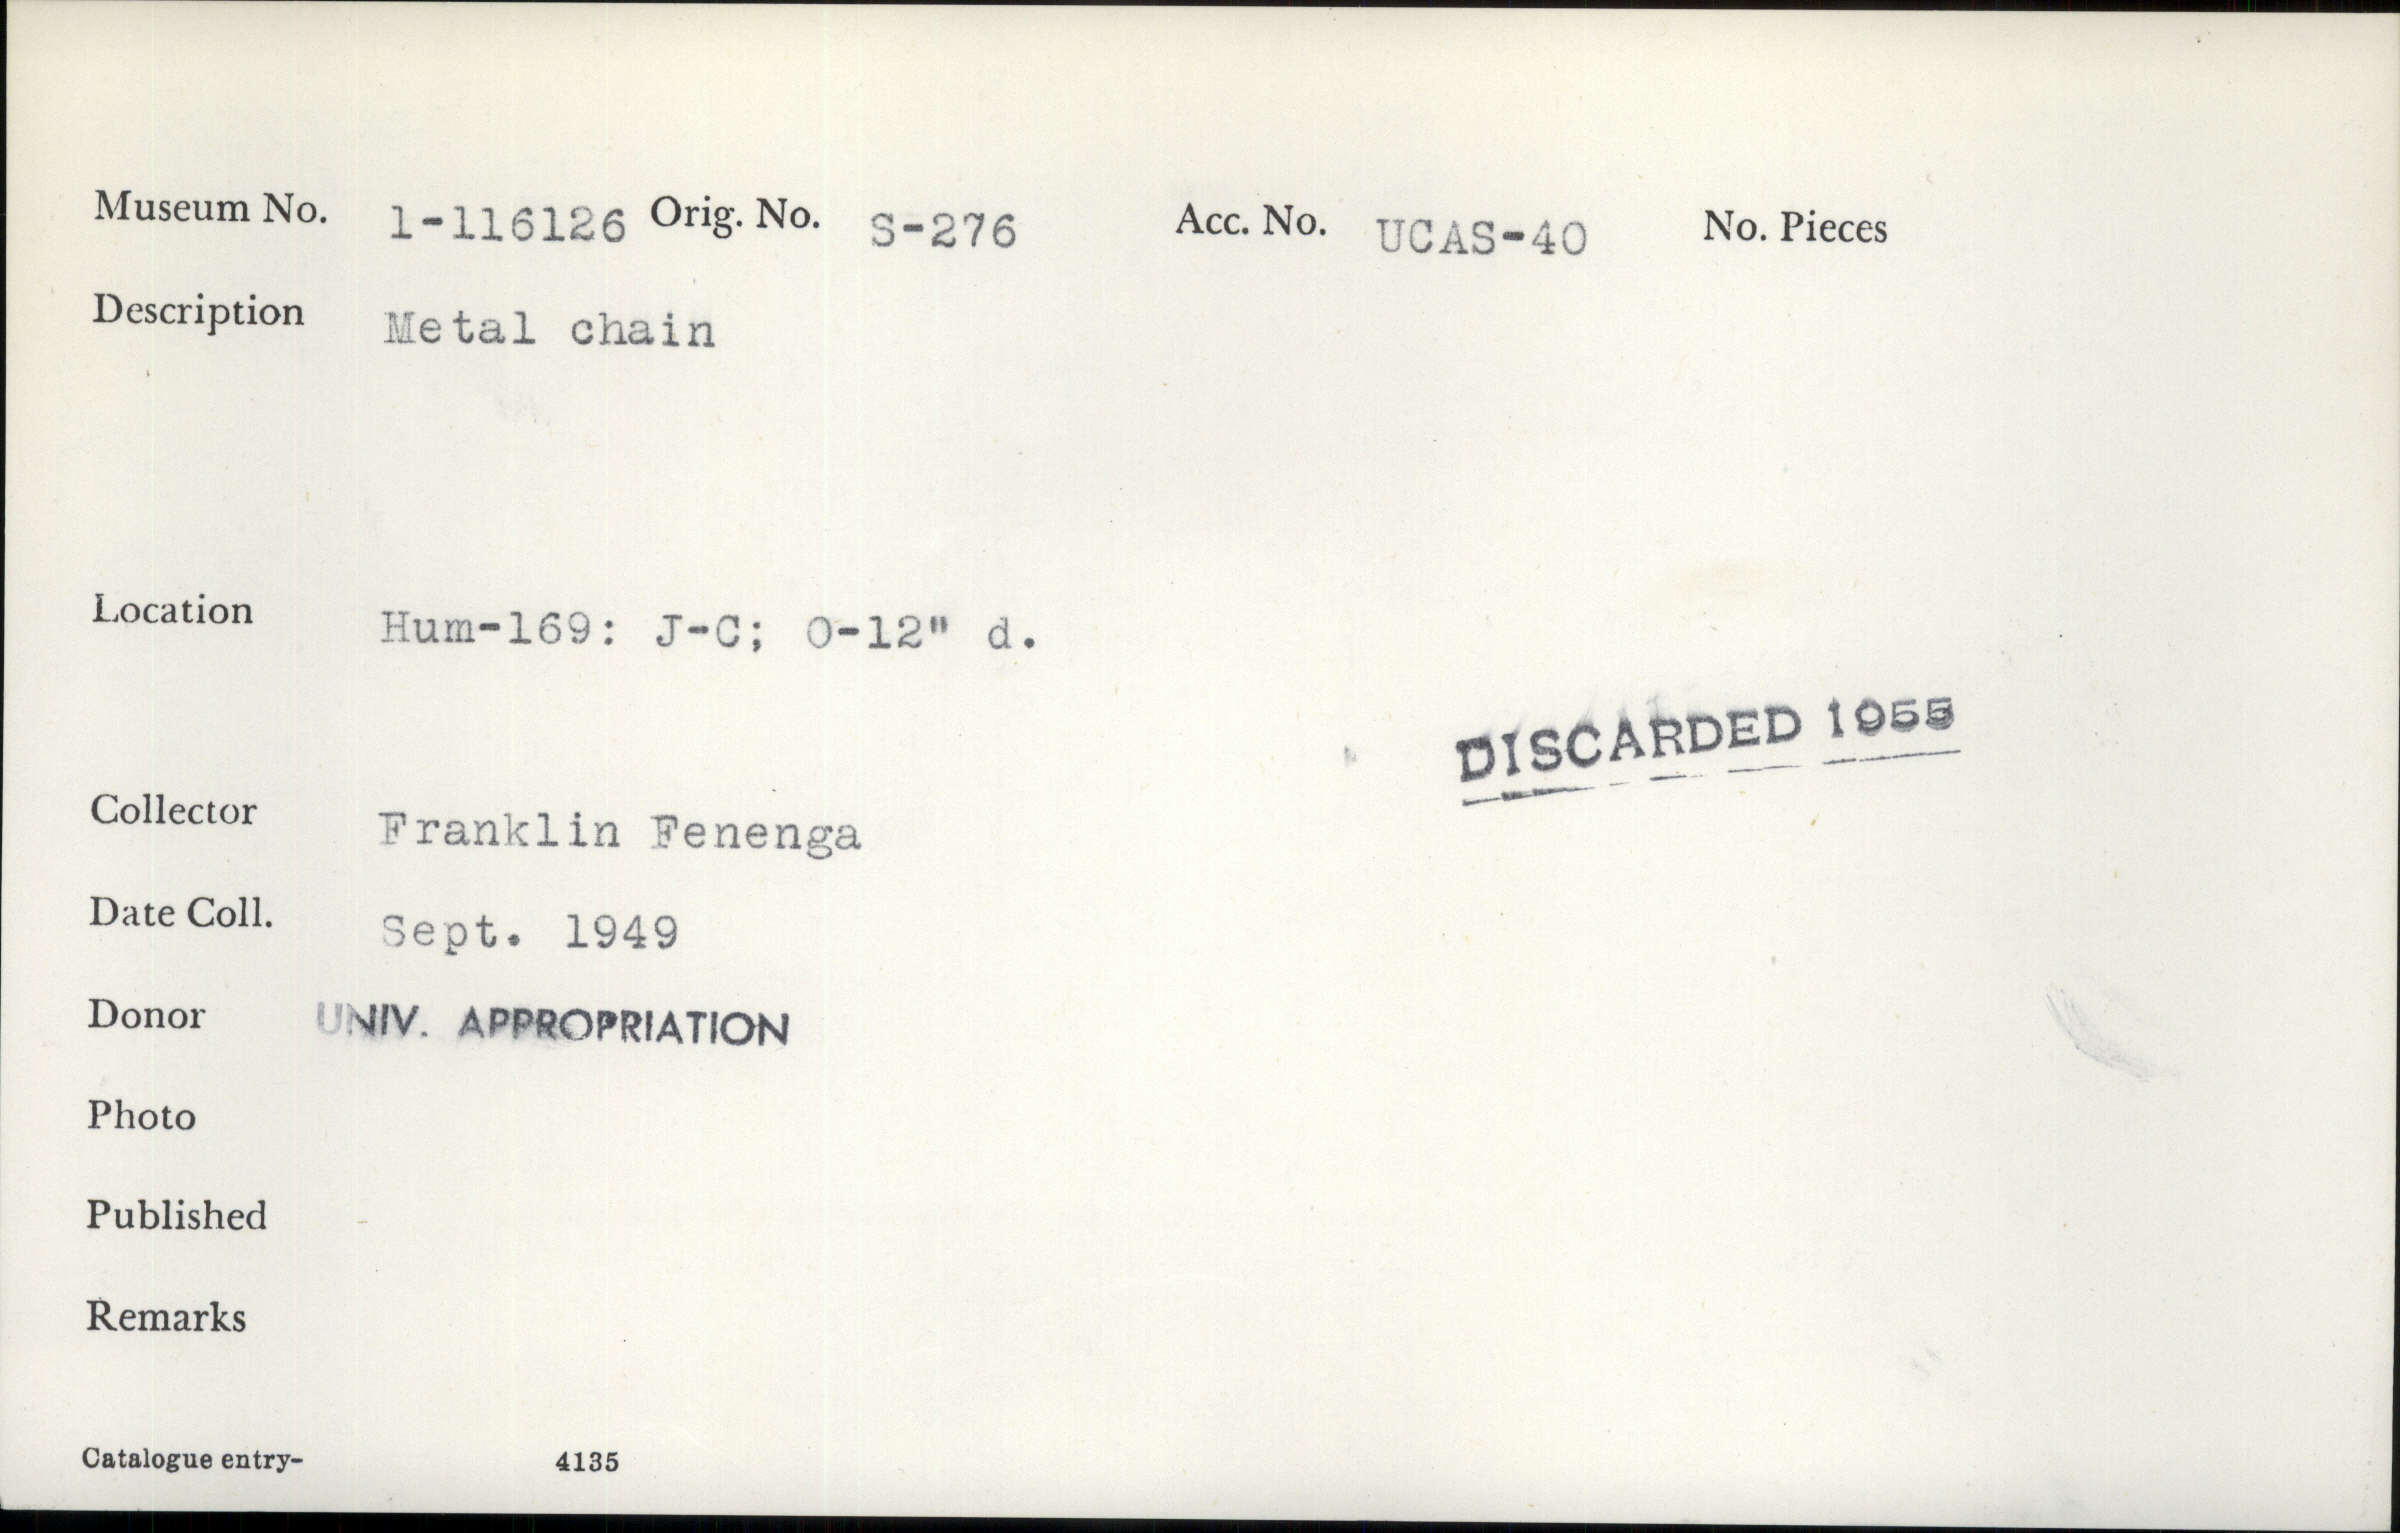 Museum No. 1-116126 Orig. No. S-276 Acc. No. UCAS-40 No. Pieces
Description Metal chain
Location Hum-169: J-C; 0-12" d.
DISCARDED 1955
Collector Franklin Fenenga
Date Coll. Sept. 1949
Donor UNIV. APPROPRIATION
Photo
Published
Remarks
Catalogue entry- 4135